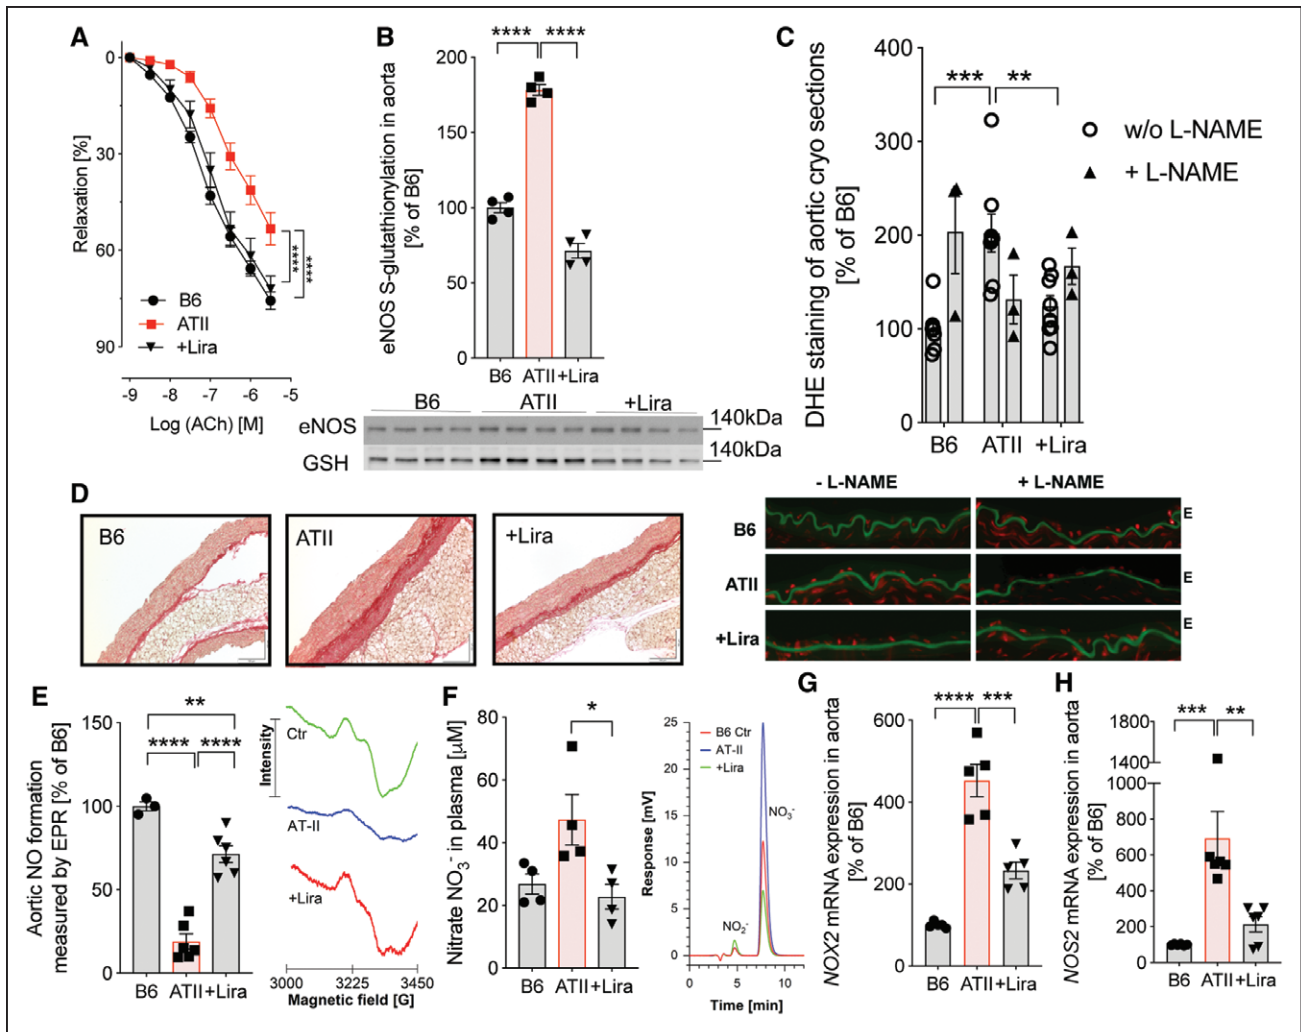 A
0
30
60
90
Relaxation [%]
****
****
B6
ATII
+Lira
-9
-8
-7
-6
-5
Log (ACh) [M]
B
****
****
200
150
100
50
0
eNOS S-glutathionylation in aorta
[% of B6]
B6
ATII
+Lira
B6
ATII
+Lira
eNOS
140kDa
GSH
140kDa
C
400
300
200
100
0
DHE staining of aortic cryo sections
[% of B6]
***
**
w/o L-NAME
+ L-NAME
B6
ATII
+Lira
- L-NAME
+ L-NAME
B6
E
ATII
E
+Lira
E
D
B6
ATII
+Lira
E
**
****
****
150
100
50
0
Aortic NO formation
measured by EPR [% of B6]
B6
ATII
+Lira
Intensity
Ctr
AT-II
+Lira
3000
3225
3450
Magnetic field [G]
F
*
80
60
40
20
0
Nitrate NO3- in plasma [µM]
B6
ATII
+Lira
25
20
15
10
5
0
Response [mV]
B6 Ctr
AT-II
+Lira
NO3-
NO2-
0
5
10
Time [min]
G
****
***
600
400
200
0
NOX2 mRNA expression in aorta
[% of B6]
B6
ATII
+Lira
H
***
**
1800
1400
1000
800
600
400
200
0
NOS2 mRNA expression in aorta
[% of B6]
B6
ATII
+Lira